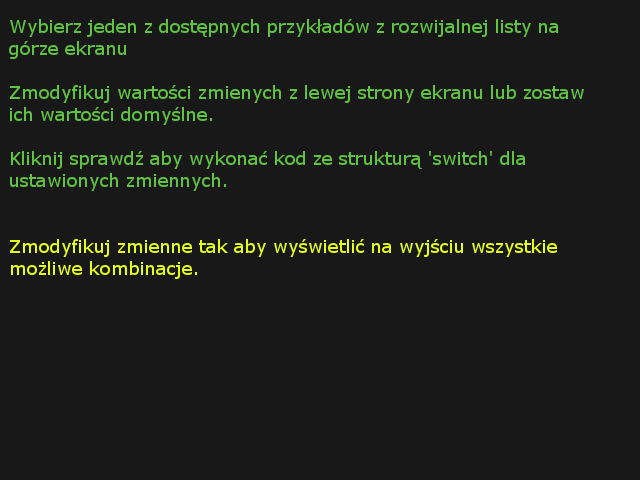 Wybierz jeden z dostępnych przykładów z rozwijalnej listy na
górze ekranu
Zmodyfikuj wartości zmienych z lewej strony ekranu lub zostaw
ich wartości domyślne.
Kliknij sprawdź aby wykonać kod ze strukturą 'switch' dla
ustawionych zmiennych.
Zmodyfikuj zmienne tak aby wyświetlić na wyjściu wszystkie
możliwe kombinacje.